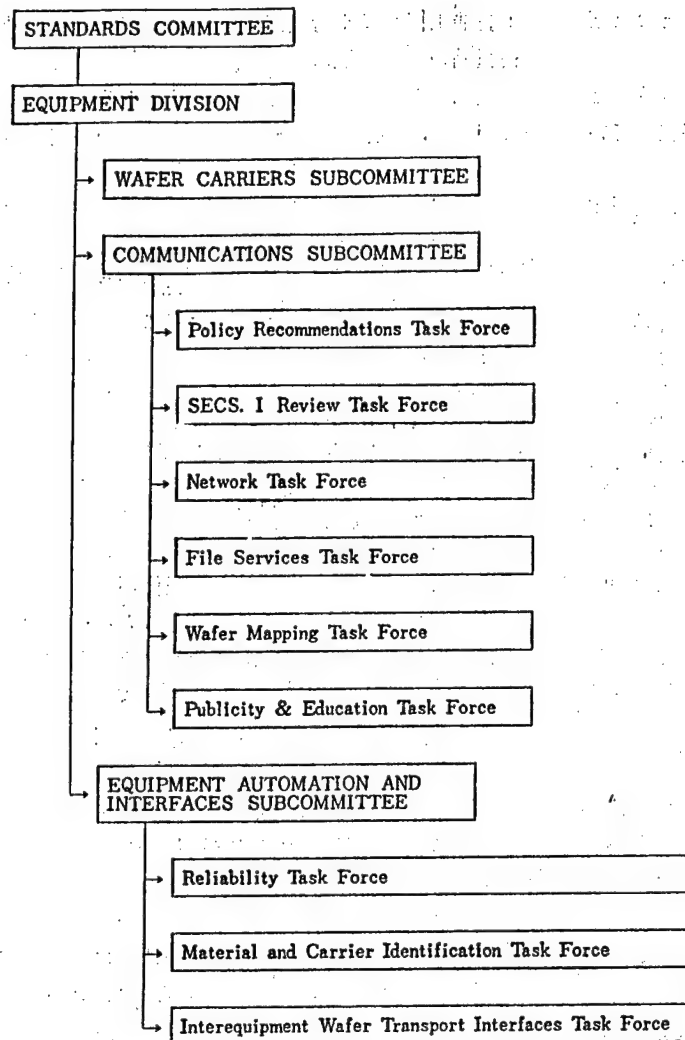 STANDARDS COMMITTEE
EQUIPMENT DIVISION
WAFER CARRIERS SUBCOMMITTEE
COMMUNICATIONS SUBCOMMITTEE
Policy Recommendations Task Force
SECS. I Review Task Force
Network Task Force
File Services Task Force
Wafer Mapping Task Force
Publicity & Education Task Force
EQUIPMENT AUTOMATION AND
INTERFACES SUBCOMMITTEE
Reliability Task Force
Material and Carrier Identification Task Force
Interequipment Wafer Transport Interfaces Task Force